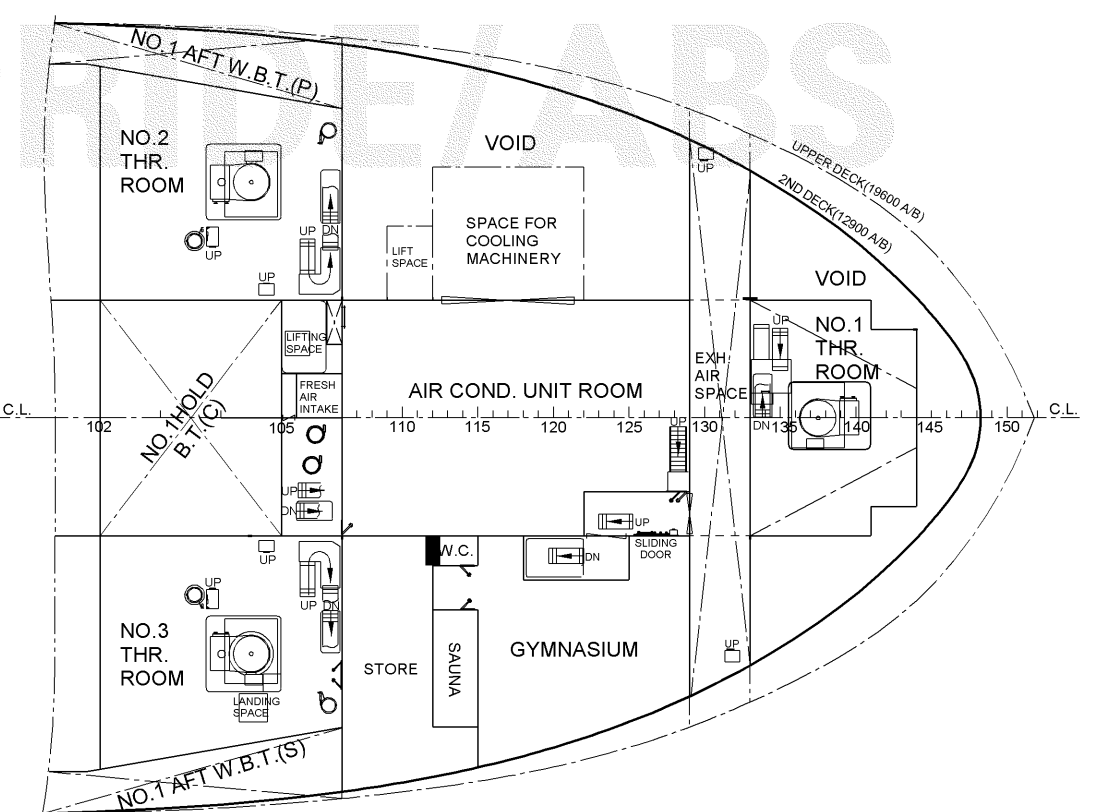 RIDE/ABS
NO.1 AFT W.B.T.(P)
NO.2
THR.
ROOM
VOID
UP
UPPER DECK(19600 A/B)
2ND DECK(12900 A/B)
SPACE FOR
COOLING
MACHINERY
LIFT
SPACE
UP
DN
UP
UP
VOID
LIFTING
SPACE
UP
NO.1
THR.
ROOM
EXH
AIR
SPACE
FRESH
AIR
INTAKE
AIR COND. UNIT ROOM
NO.1HOLD
B.T.(C)
C.L.
C.L.
102
105
110
115
120
125
130
135
140
145
150
UP
DN
UP
DN
UP
SLIDING
DOOR
W.C.
DN
UP
UP
UP
DN
NO.3
THR.
ROOM
STORE
SAUNA
GYMNASIUM
UP
LANDING
SPACE
NO.1 AFT W.B.T.(S)